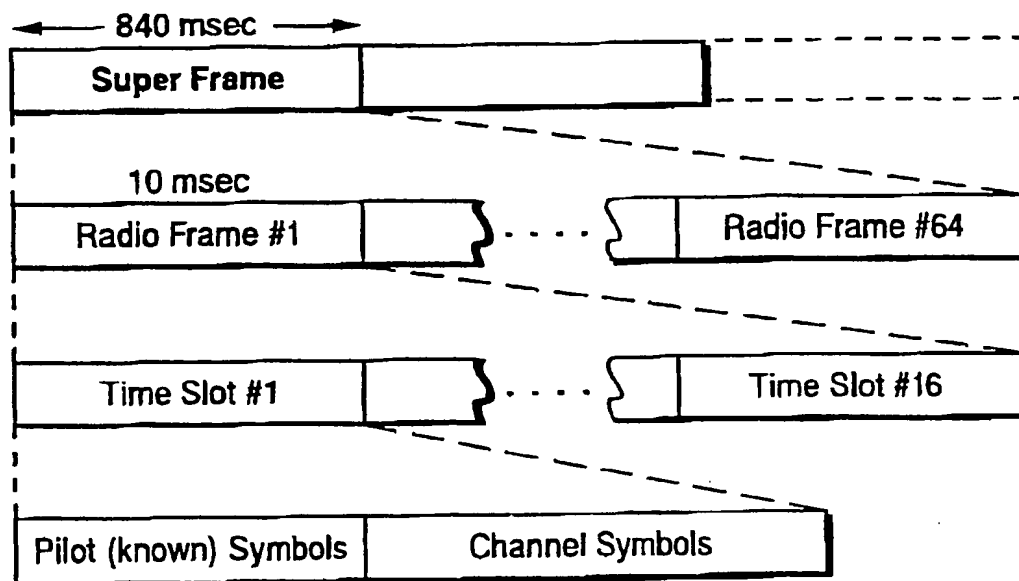 840 msec
Super Frame
10 msec
Radio Frame #1
Radio Frame #64
Time Slot #1
Time Slot #16
Pilot (known) Symbols
Channel Symbols